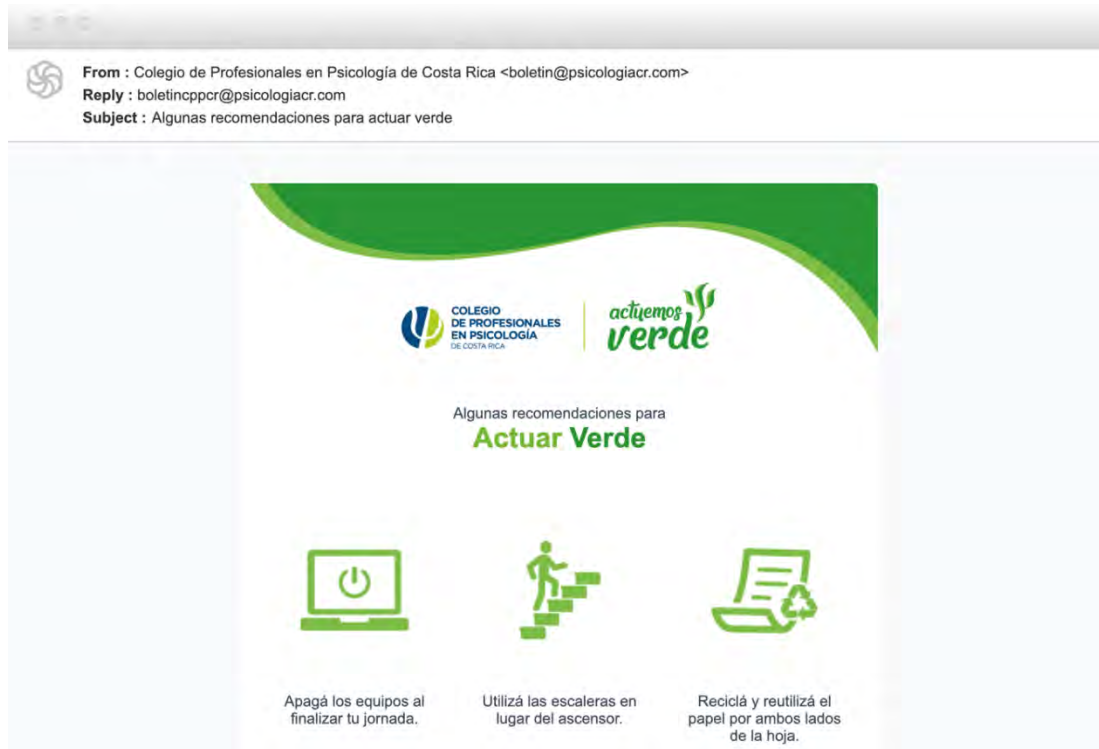 From : Colegio de Profesionales en Psicología de Costa Rica <boletin@psicologiacr.com>
Reply : boletincppcr@psicologiacr.com
Subject : Algunas recomendaciones para actuar verde
COLEGIO
DE PROFESIONALES
EN PSICOLOGÍA
DE COSTA RICA
actuemos
verde
Algunas recomendaciones para
Actuar Verde
Apagá los equipos al
finalizar tu jornada.
Utilizá las escaleras en
lugar del ascensor.
Reciclá y reutilizá el
papel por ambos lados
de la hoja.